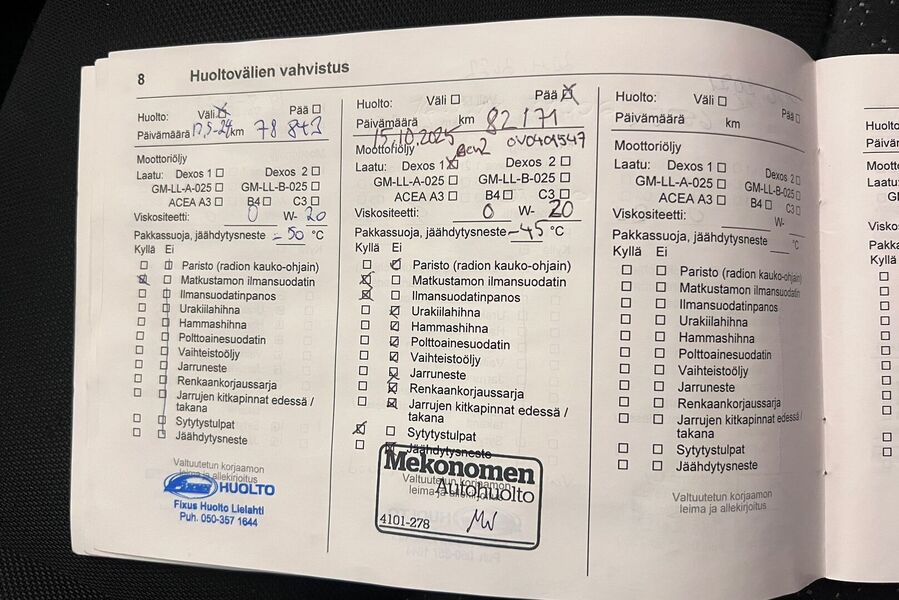 8 Huoltovälien vahvistus
Huolto: Väli ☒ Pää ☐
Päivämäärä 17.5-24 km 78 843
Moottoriöljy
Laatu: Dexos 1 ☐ Dexos 2 ☐
GM-LL-A-025 ☐ GM-LL-B-025 ☐
ACEA A3 ☐ B4 ☐ C3 ☐
Viskositeetti: 0 W- 20
Pakkassuoja, jäähdytysneste -50 °C
Kyllä Ei
☐ ☐ Paristo (radion kauko-ohjain)
☒ ☐ Matkustamon ilmansuodatin
☐ ☐ Ilmansuodatinpanos
☐ ☐ Urakiilahihna
☐ ☐ Hammashihna
☐ ☐ Polttoainesuodatin
☐ ☐ Vaihteistoöljy
☐ ☐ Jarruneste
☐ ☐ Renkaankorjaussarja
☐ ☐ Jarrujen kitkapinnat edessä /
takana
☐ ☐ Sytytystulpat
☐ ☐ Jäähdytysneste
Valtuutetun korjaamon
leima ja allekirjoitus
HUOLTO
Fixus Huolto Lielahti
Puh. 050-357 1644
Huolto: Väli ☐ Pää ☒
Päivämäärä 15.10.2025 km 82171
Moottoriöljy 0V0401547
Laatu: Dexos 1 ☒ Dexos 2 ☐
GM-LL-A-025 ☐ GM-LL-B-025 ☐
ACEA A3 ☐ B4 ☐ C3 ☐
Viskositeetti: 0 W- 20
Pakkassuoja, jäähdytysneste -45 °C
Kyllä Ei
☐ ☒ Paristo (radion kauko-ohjain)
☒ ☐ Matkustamon ilmansuodatin
☒ ☐ Ilmansuodatinpanos
☐ ☒ Urakiilahihna
☐ ☒ Hammashihna
☐ ☒ Polttoainesuodatin
☐ ☒ Vaihteistoöljy
☐ ☒ Jarruneste
☐ ☒ Renkaankorjaussarja
☐ ☒ Jarrujen kitkapinnat edessä /
takana
☒ ☐ Sytytystulpat
☐ ☒ Jäähdytysneste
Valtuutetun korjaamon
leima ja allekirjoitus
Mekonomen
Autohuolto
4101-278
Huolto: Väli ☐ Pää ☐
Päivämäärä km
Moottoriöljy
Laatu: Dexos 1 ☐ Dexos 2 ☐
GM-LL-A-025 ☐ GM-LL-B-025 ☐
ACEA A3 ☐ B4 ☐ C3 ☐
Viskositeetti: W-
Pakkassuoja, jäähdytysneste °C
Kyllä Ei
☐ ☐ Paristo (radion kauko-ohjain)
☐ ☐ Matkustamon ilmansuodatin
☐ ☐ Ilmansuodatinpanos
☐ ☐ Urakiilahihna
☐ ☐ Hammashihna
☐ ☐ Polttoainesuodatin
☐ ☐ Vaihteistoöljy
☐ ☐ Jarruneste
☐ ☐ Renkaankorjaussarja
☐ ☐ Jarrujen kitkapinnat edessä /
takana
☐ ☐ Sytytystulpat
☐ ☐ Jäähdytysneste
Valtuutetun korjaamon
leima ja allekirjoitus
Laatu:
Kyllä